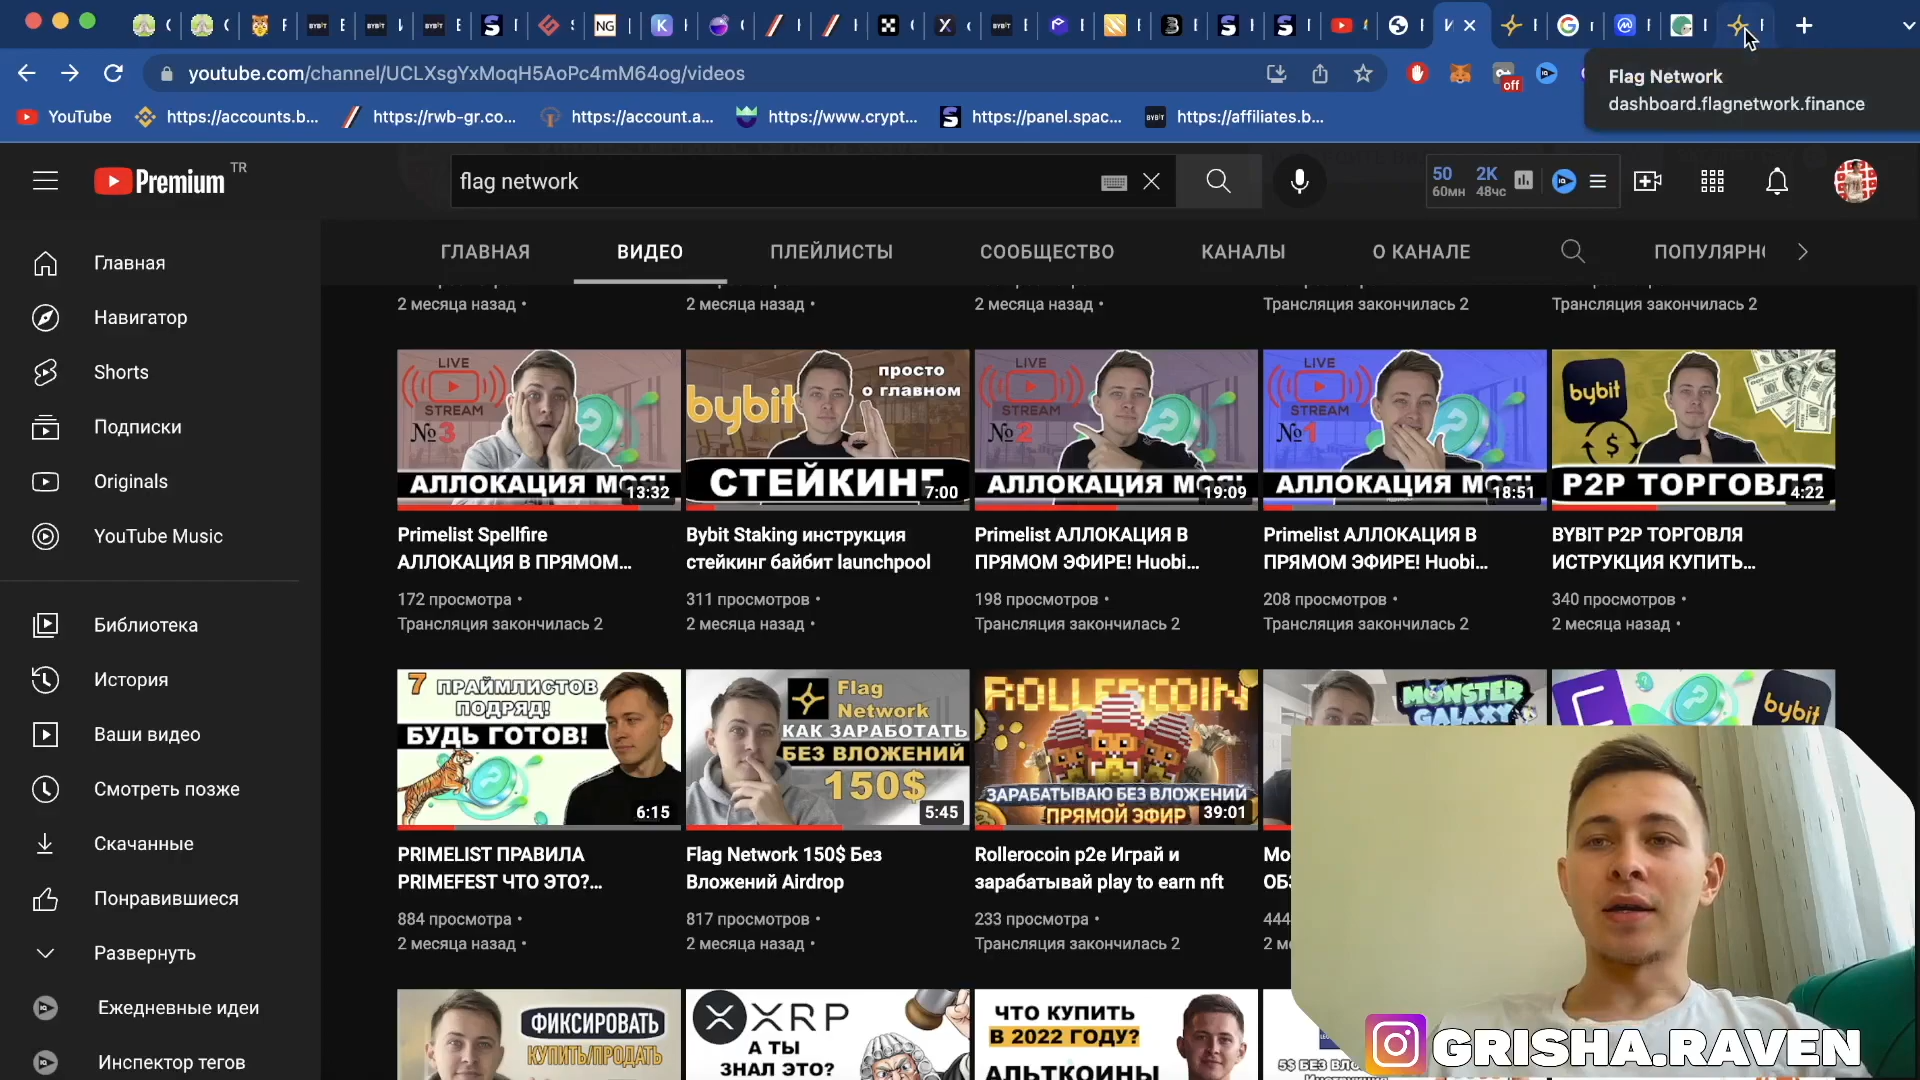 youtube.com/channel/UCLXsgYxMoqH5AoPc4mM64og/videos
off
Flag Network
dashboard.flagnetwork.finance
YouTube
https://accounts.b...
https://rwb-gr.co...
https://account.a...
https://www.crypt...
https://panel.spac...
https://affiliates.b...
Premium TR
flag network
50
60мн
2K
48чс
Главная
Навигатор
Shorts
Подписки
Originals
YouTube Music
Библиотека
История
Ваши видео
Смотреть позже
Скачанные
Понравившиеся
Развернуть
Ежедневные идеи
Инспектор тегов
ГЛАВНАЯ
ВИДЕО
ПЛЕЙЛИСТЫ
СООБЩЕСТВО
КАНАЛЫ
О КАНАЛЕ
ПОПУЛЯРНО
2 месяца назад •
2 месяца назад •
2 месяца назад •
Трансляция закончилась 2
Трансляция закончилась 2
LIVE
STREAM
№3
АЛЛОКАЦИЯ МОЯ!
13:32
bybit
просто
о главном
СТЕЙКИНГ
7:00
LIVE
STREAM
№2
АЛЛОКАЦИЯ МОЯ!
19:09
LIVE
STREAM
№1
АЛЛОКАЦИЯ МОЯ!
18:51
bybit
P2P ТОРГОВЛЯ
4:22
Primelist Spellfire
АЛЛОКАЦИЯ В ПРЯМОМ...
172 просмотра •
Трансляция закончилась 2
Bybit Staking инструкция
стейкинг байбит launchpool
311 просмотров •
2 месяца назад •
Primelist АЛЛОКАЦИЯ В
ПРЯМОМ ЭФИРЕ! Huobi...
198 просмотров •
Трансляция закончилась 2
Primelist АЛЛОКАЦИЯ В
ПРЯМОМ ЭФИРЕ! Huobi...
208 просмотров •
Трансляция закончилась 2
BYBIT P2P ТОРГОВЛЯ
ИСТРУКЦИЯ КУПИТЬ...
340 просмотров •
2 месяца назад •
7 ПРАЙМЛИСТОВ
ПОДРЯД!
БУДЬ ГОТОВ!
6:15
Flag
Network
КАК ЗАРАБОТАТЬ
БЕЗ ВЛОЖЕНИЙ
150$
5:45
ROLLERCOIN
ЗАРАБАТЫВАЮ БЕЗ ВЛОЖЕНИЙ
ПРЯМОЙ ЭФИР
39:01
MONSTER
GALAXY
bybit
PRIMELIST ПРАВИЛА
PRIMEFEST ЧТО ЭТО?...
884 просмотра •
2 месяца назад •
Flag Network 150$ Без
Вложений Airdrop
817 просмотров •
2 месяца назад •
Rollerocoin p2e Играй и
зарабатывай play to earn nft
233 просмотра •
Трансляция закончилась 2
Mo
ОБЗ
444
2 м
ФИКСИРОВАТЬ
КУПИТЬ/ПРОДАТЬ
XRP
А ТЫ
ЗНАЛ ЭТО?
ЧТО КУПИТЬ
В 2022 ГОДУ?
АЛЬТКОИНЫ
GRISHA.RAVEN